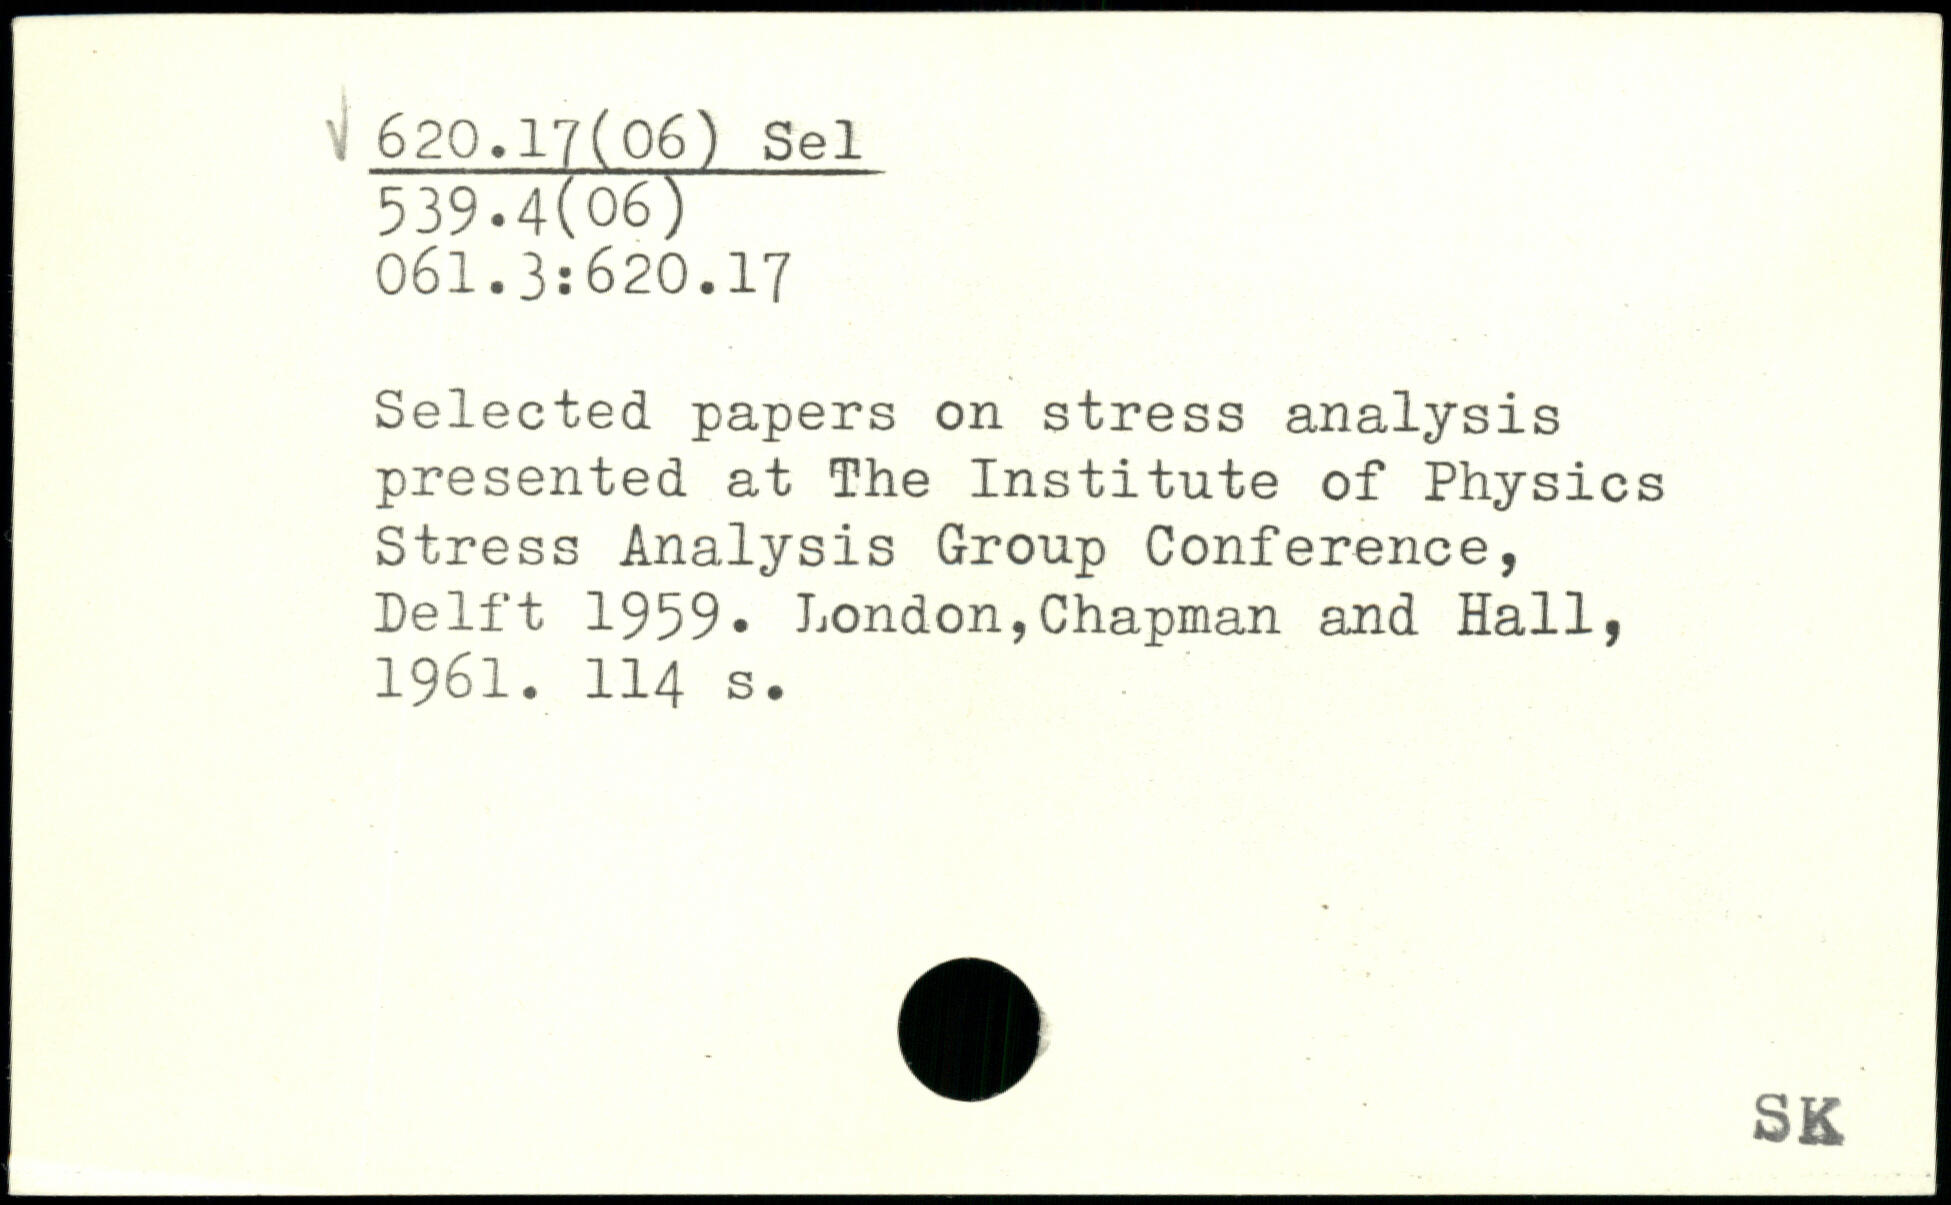 √ 620.17(06) Sel
539.4(06)
061.3:620.17
Selected papers on stress analysis
presented at The Institute of Physics
Stress Analysis Group Conference,
Delft 1959. London,Chapman and Hall,
1961. 114 s.
SK